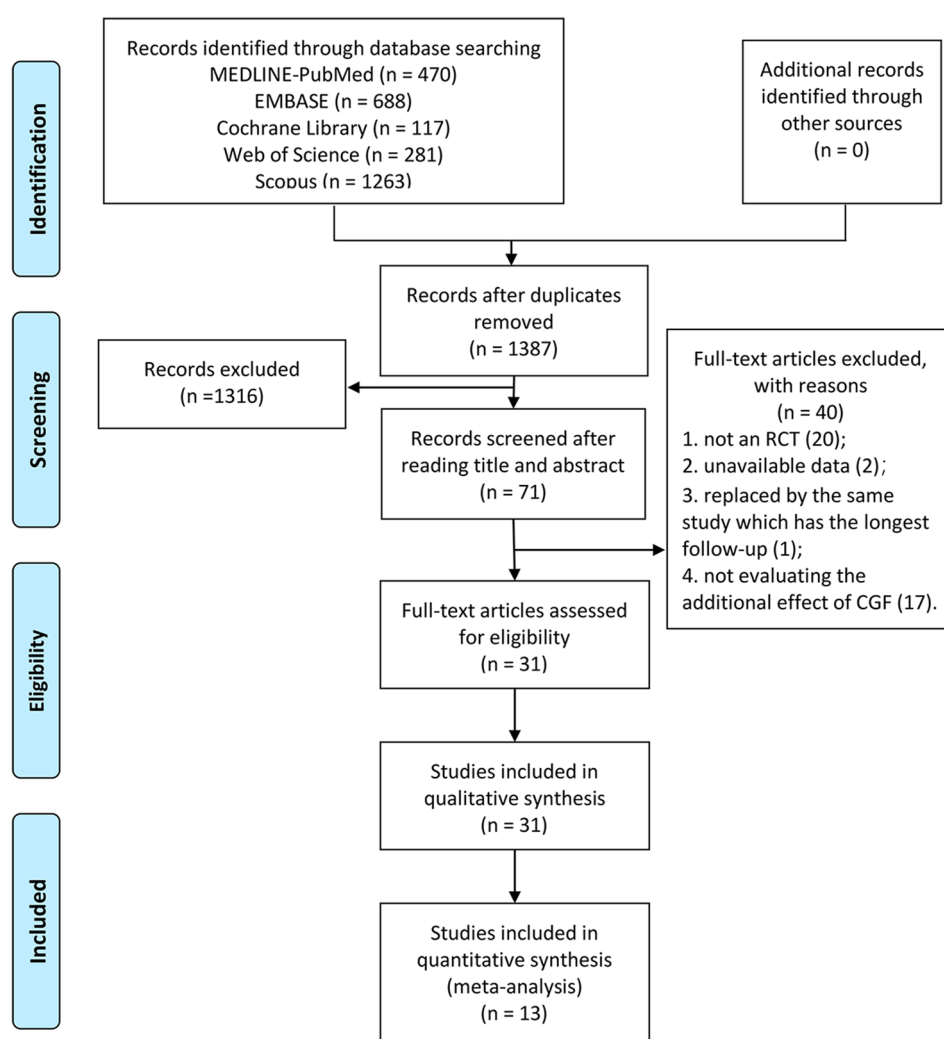 Identification
Records identified through database searching
MEDLINE-PubMed (n = 470)
EMBASE (n = 688)
Cochrane Library (n = 117)
Web of Science (n = 281)
Scopus (n = 1263)
Additional records
identified through
other sources
(n = 0)
Records after duplicates
removed
(n = 1387)
Screening
Records excluded
(n =1316)
Records screened after
reading title and abstract
(n = 71)
Full-text articles excluded,
with reasons
(n = 40)
1. not an RCT (20);
2. unavailable data (2);
3. replaced by the same
study which has the longest
follow-up (1);
4. not evaluating the
additional effect of CGF (17).
Eligibility
Full-text articles assessed
for eligibility
(n = 31)
Studies included in
qualitative synthesis
(n = 31)
Included
Studies included in
quantitative synthesis
(meta-analysis)
(n = 13)